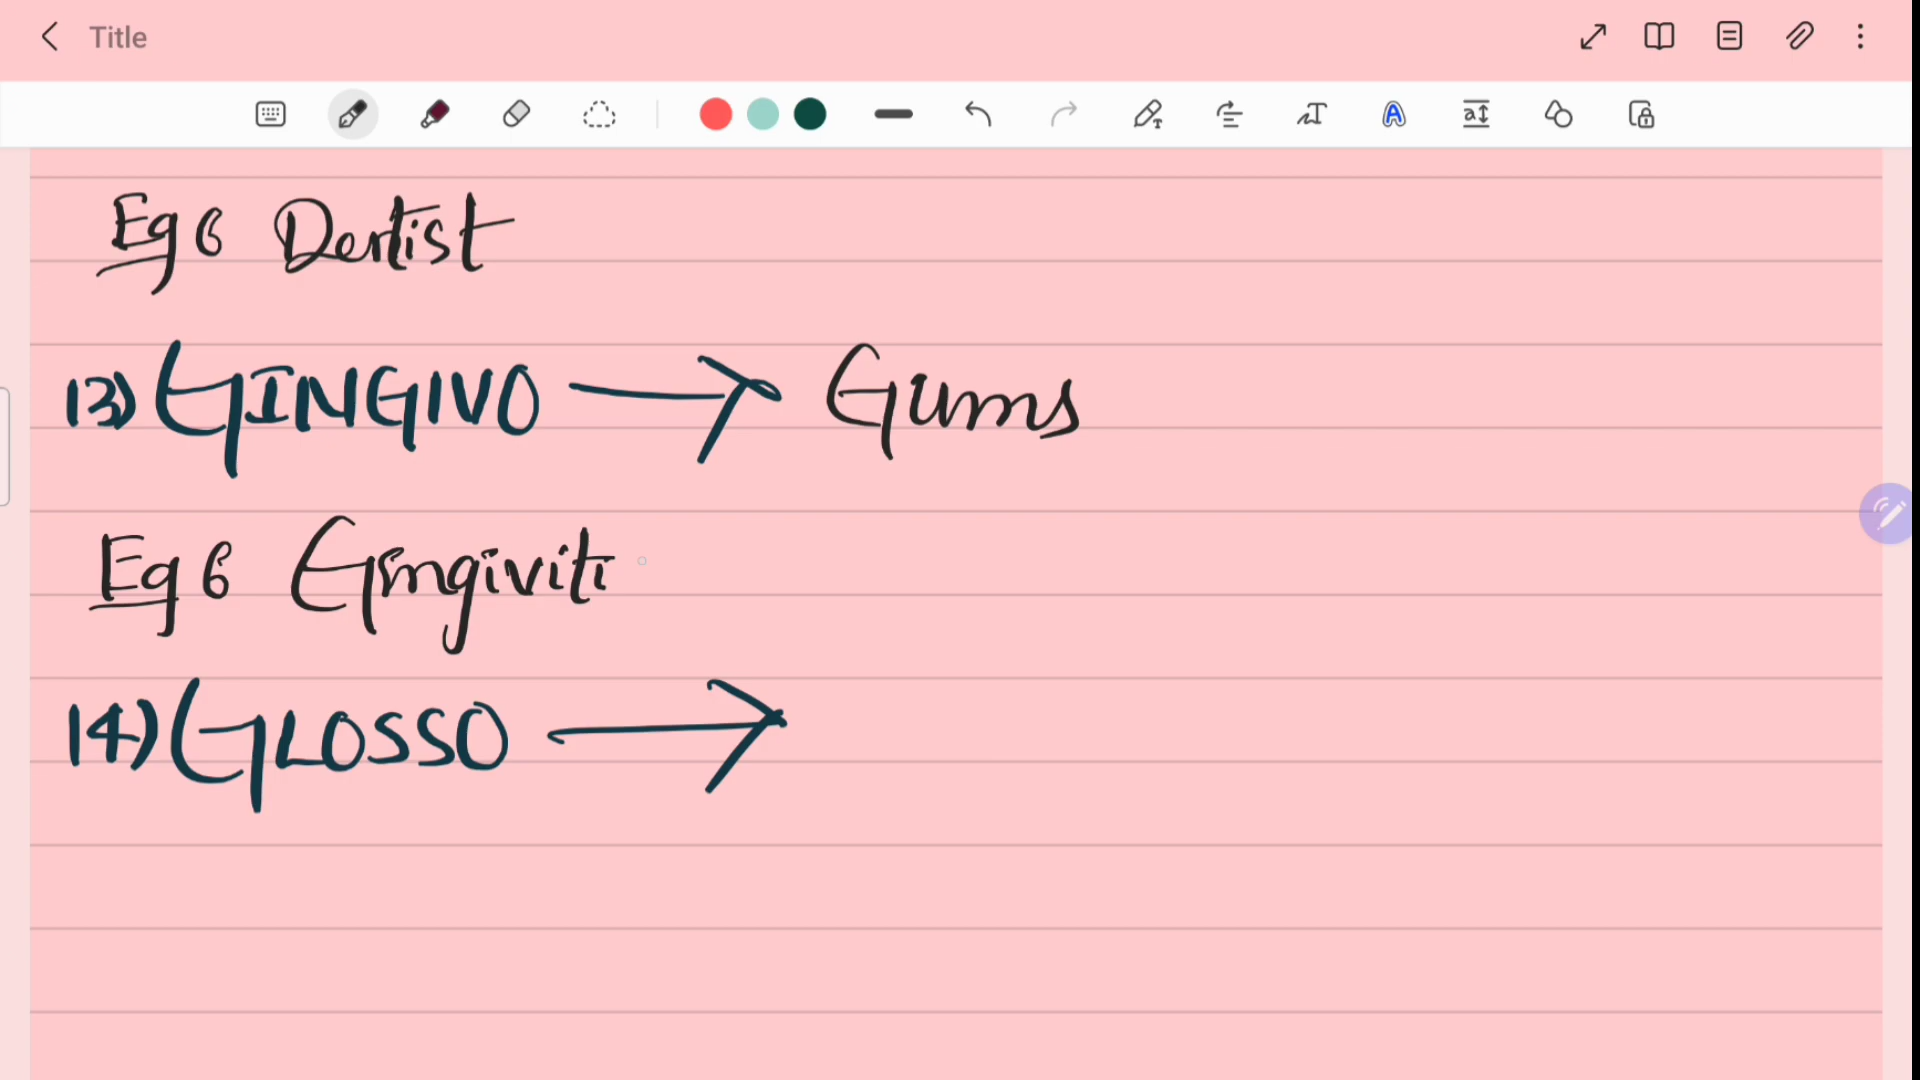 Title
Eg 6 Dentist
13) GINGIVO → Gums
Eg 6 Gingiviti
14) GLOSSO →